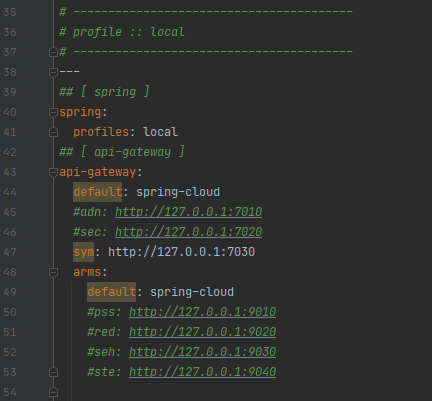 35 # ----------------------------------------
36 # profile :: local
37 # ----------------------------------------
38 ---
39 ## [ spring ]
40 spring:
41   profiles: local
42 ## [ api-gateway ]
43 api-gateway:
44   default: spring-cloud
45   #adn: http://127.0.0.1:7010
46   #sec: http://127.0.0.1:7020
47   sym: http://127.0.0.1:7030
48   arms:
49     default: spring-cloud
50     #pss: http://127.0.0.1:9010
51     #red: http://127.0.0.1:9020
52     #seh: http://127.0.0.1:9030
53     #ste: http://127.0.0.1:9040
54